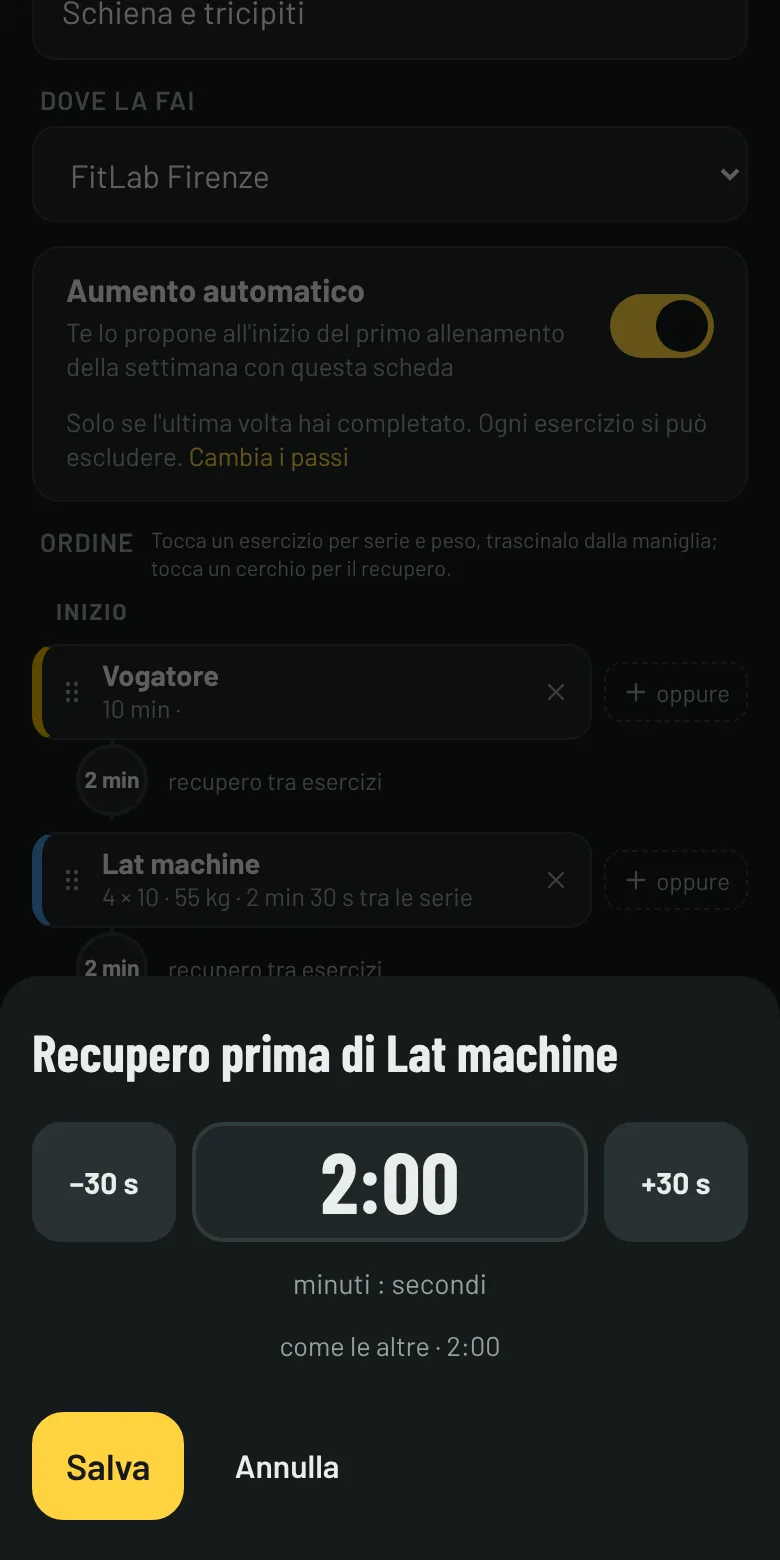 Schiena e tricipiti
DOVE LA FAI
FitLab Firenze
Aumento automatico
Te lo propone all'inizio del primo allenamento
della settimana con questa scheda
Solo se l'ultima volta hai completato. Ogni esercizio si può
escludere. Cambia i passi
ORDINE
Tocca un esercizio per serie e peso, trascinalo dalla maniglia;
tocca un cerchio per il recupero.
INIZIO
Vogatore
10 min ·
+ oppure
2 min recupero tra esercizi
Lat machine
4 × 10 · 55 kg · 2 min 30 s tra le serie
+ oppure
2 min recupero tra esercizi
Recupero prima di Lat machine
−30 s
2:00
+30 s
minuti : secondi
come le altre · 2:00
Salva
Annulla